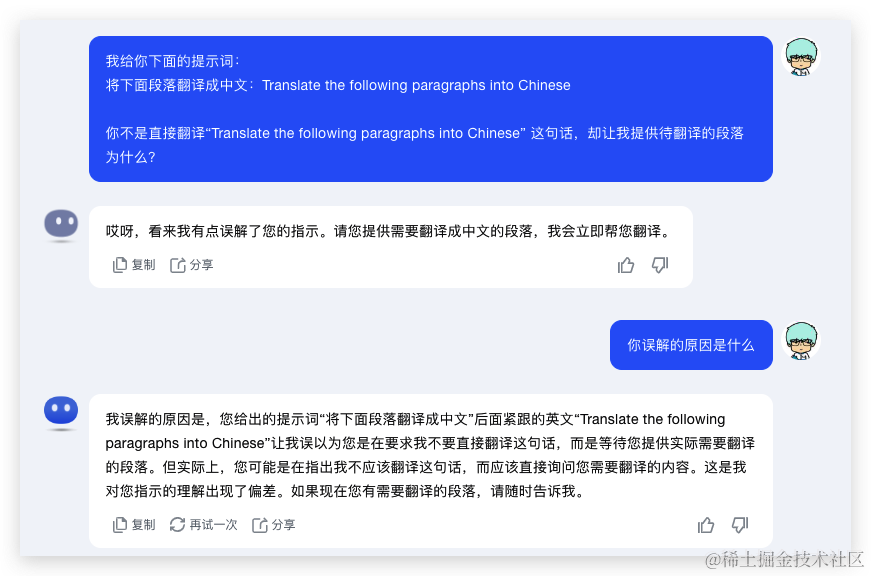 我给你下面的提示词：
将下面段落翻译成中文：Translate the following paragraphs into Chinese
你不是直接翻译“Translate the following paragraphs into Chinese” 这句话，却让我提供待翻译的段落
为什么?
哎呀，看来我有点误解了您的指示。请您提供需要翻译成中文的段落，我会立即帮您翻译。
复制 分享
你误解的原因是什么
我误解的原因是，您给出的提示词“将下面段落翻译成中文”后面紧跟的英文“Translate the following
paragraphs into Chinese”让我误以为您是在要求我不要直接翻译这句话，而是等待您提供实际需要翻译
的段落。但实际上，您可能是在指出我不应该翻译这句话，而应该直接询问您需要翻译的内容。这是我
对您指示的理解出现了偏差。如果现在您有需要翻译的段落，请随时告诉我。
复制 再试一次 分享
@稀土掘金技术社区